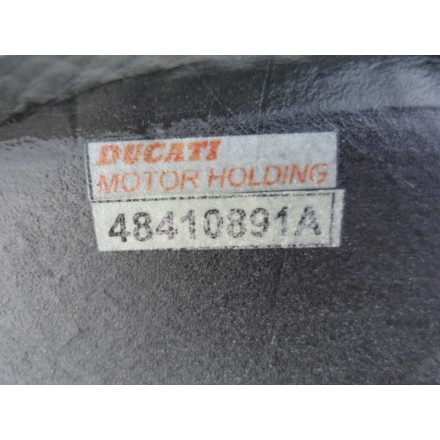 DUCATI
MOTOR HOLDING
48410891A